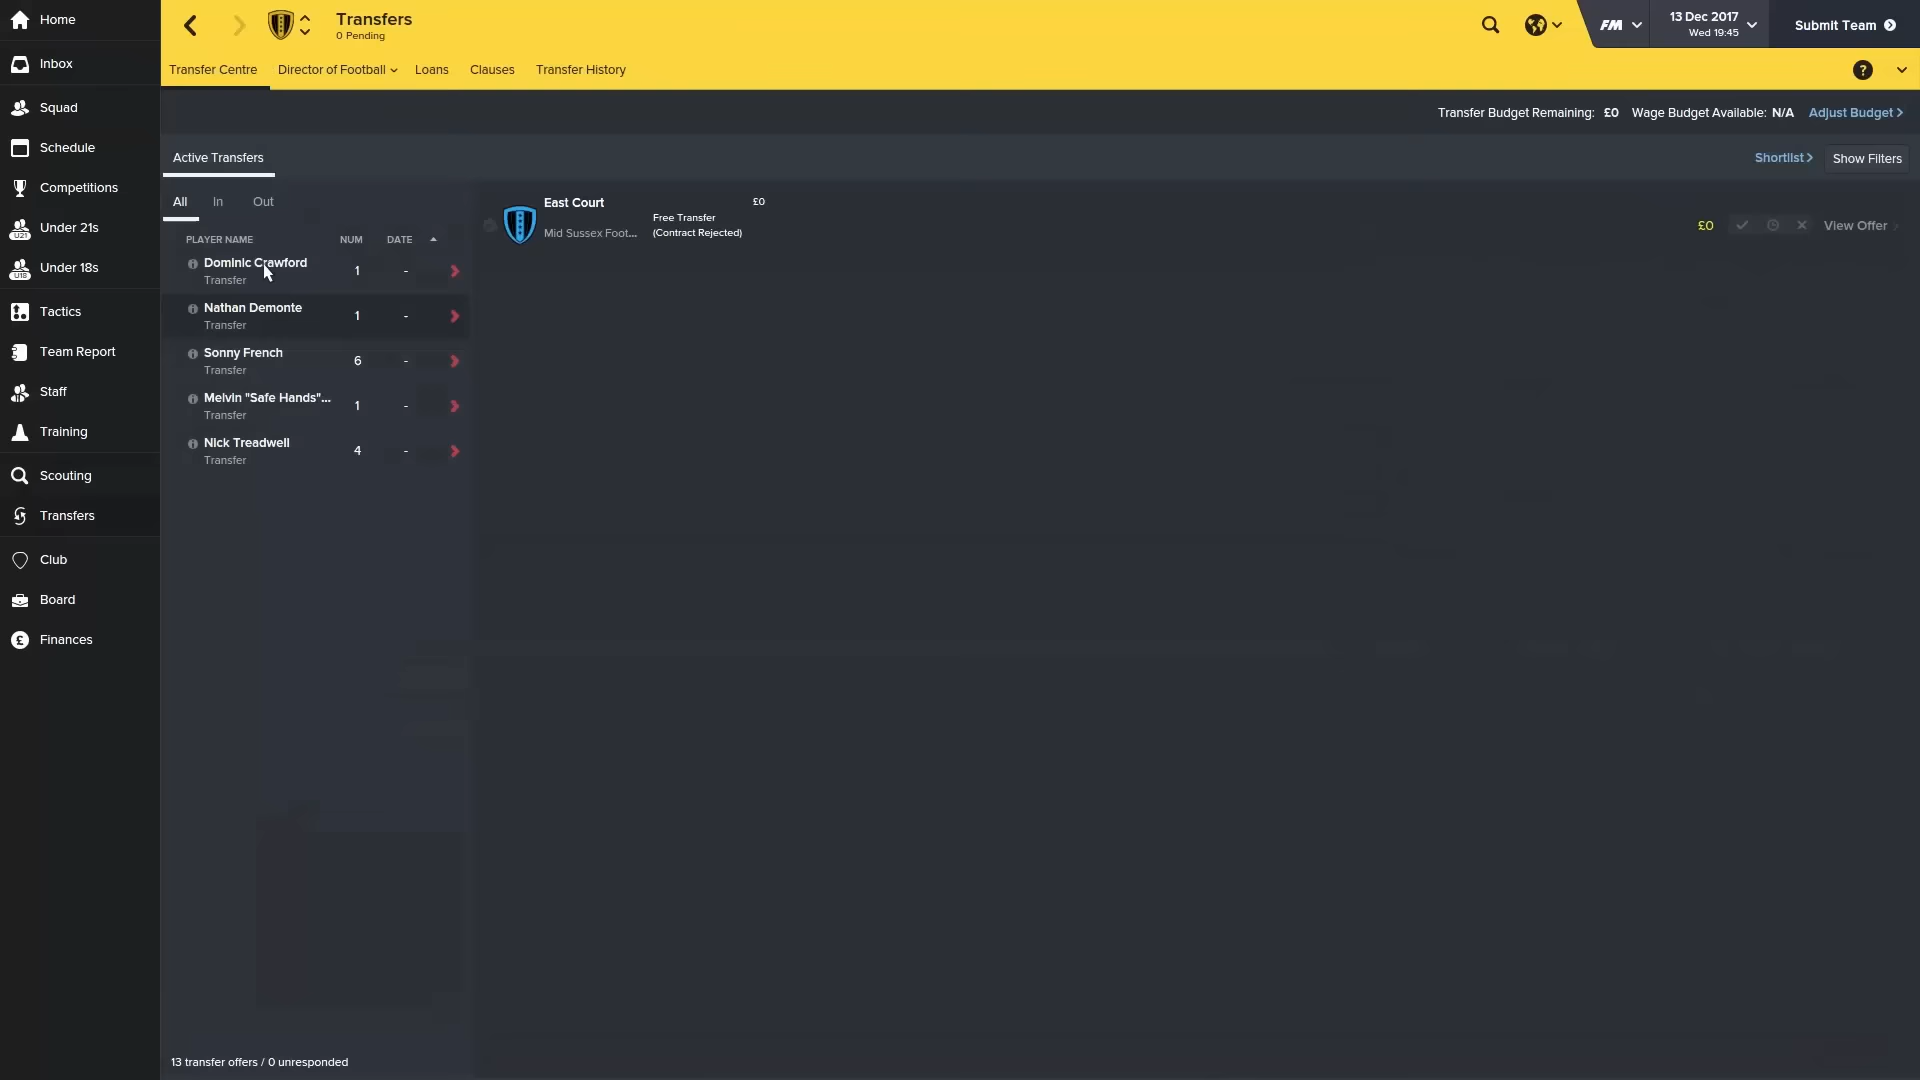 Home
Inbox
Squad
Schedule
Competitions
U21
Under 21s
U18
Under 18s
Tactics
Team Report
Staff
Training
Scouting
Transfers
Club
Board
£
Finances
Transfers
0 Pending
FM
13 Dec 2017
Wed 19:45
Submit Team
Transfer Centre
Director of Football
Loans
Clauses
Transfer History
?
Transfer Budget Remaining: £0
Wage Budget Available: N/A
Adjust Budget
Active Transfers
Shortlist
Show Filters
All
In
Out
PLAYER NAME
NUM
DATE
Dominic Crawford
Transfer
1
-
Nathan Demonte
Transfer
1
-
Sonny French
Transfer
6
-
Melvin "Safe Hands"...
Transfer
1
-
Nick Treadwell
Transfer
4
-
East Court
Mid Sussex Foot...
Free Transfer
(Contract Rejected)
£0
£0
View Offer
13 transfer offers / 0 unresponded